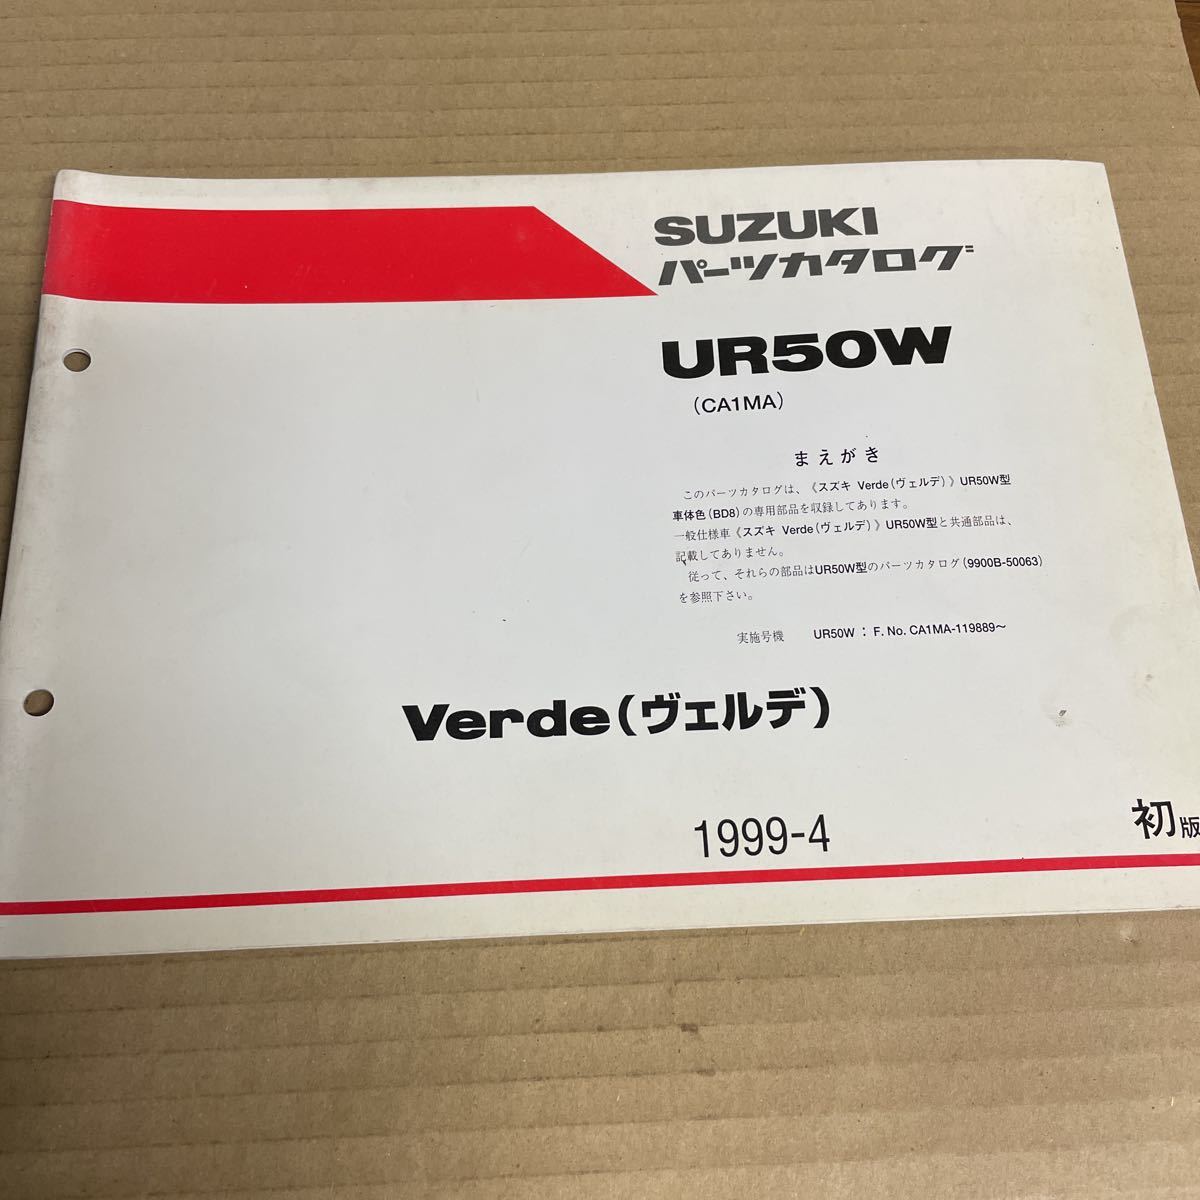 SUZUKI
パーツカタログ
UR50W
(CA1MA)
まえがき
このパーツカタログは、《スズキ Verde(ヴェルデ)》UR50W型
車体色(BD8)の専用部品を収録してあります。
一般仕様車《スズキ Verde(ヴェルデ)》UR50W型と共通部品は、
記載してありません。
従って、それらの部品はUR50W型のパーツカタログ(9900B-50063)
を参照下さい。
実施号機 UR50W : F. No. CA1MA-119889〜
Verde(ヴェルデ)
1999-4
初版